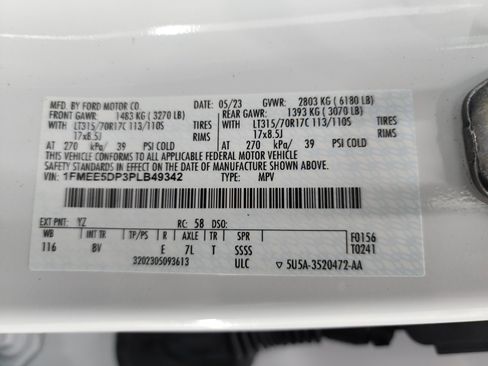 MFD. BY FORD MOTOR CO. DATE: 05/23 GVWR: 2803 KG ( 6180 LB)
FRONT GAWR: 1483 KG ( 3270 LB) REAR GAWR: 1393 KG ( 3070 LB)
WITH LT315/70R17C 113/110S TIRES WITH LT315/70R17C 113/110S TIRES
17x8.5J RIMS 17x8.5J RIMS
AT 270 kPa/ 39 PSI COLD AT 270 kPa/ 39 PSI COLD
THIS VEHICLE CONFORMS TO ALL APPLICABLE FEDERAL MOTOR VEHICLE
SAFETY STANDARDS IN EFFECT ON THE DATE OF MANUFACTURE SHOWN ABOVE.
VIN: 1FMEE5DP3PLB49342 TYPE: MPV
EXT PNT: YZ RC: 58 DSO:
WB INT TR TP/PS R AXLE TR SPR F0156
116 BV E 7L T SSSS T0241
3202305093613 ULC 5U5A-3520472-AA